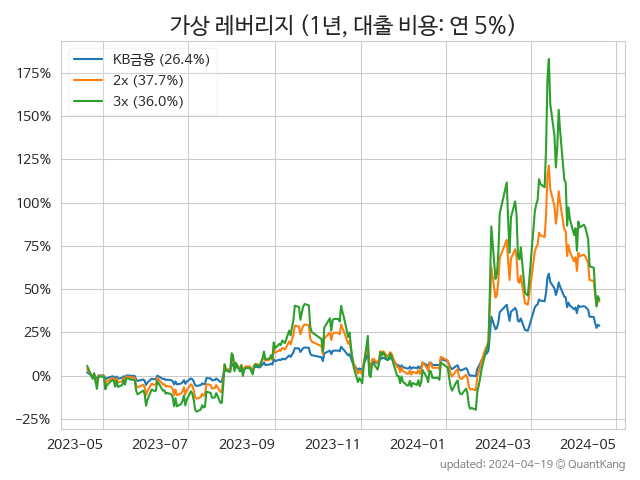 가상 레버리지 (1년, 대출 비용: 연 5%)
KB금융 (26.4%)
2x (37.7%)
3x (36.0%)
175%
150%
125%
100%
75%
50%
25%
0%
−25%
2023-05 2023-07 2023-09 2023-11 2024-01 2024-03 2024-05
updated: 2024-04-19 © QuantKang